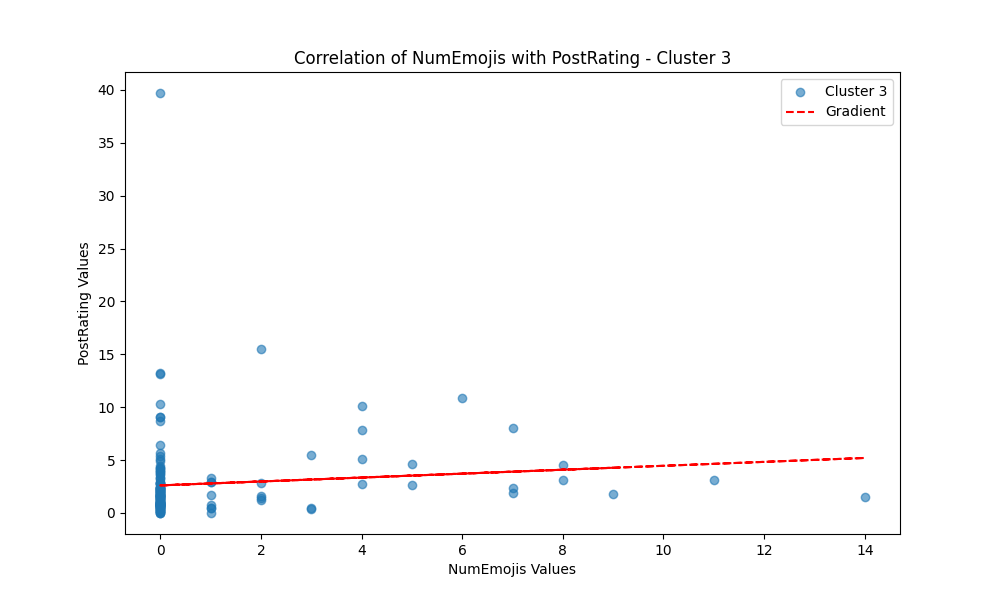 Correlation of NumEmojis with PostRating - Cluster 3
Cluster 3
Gradient
PostRating Values
40
35
30
25
20
15
10
5
0
0 2 4 6 8 10 12 14
NumEmojis Values